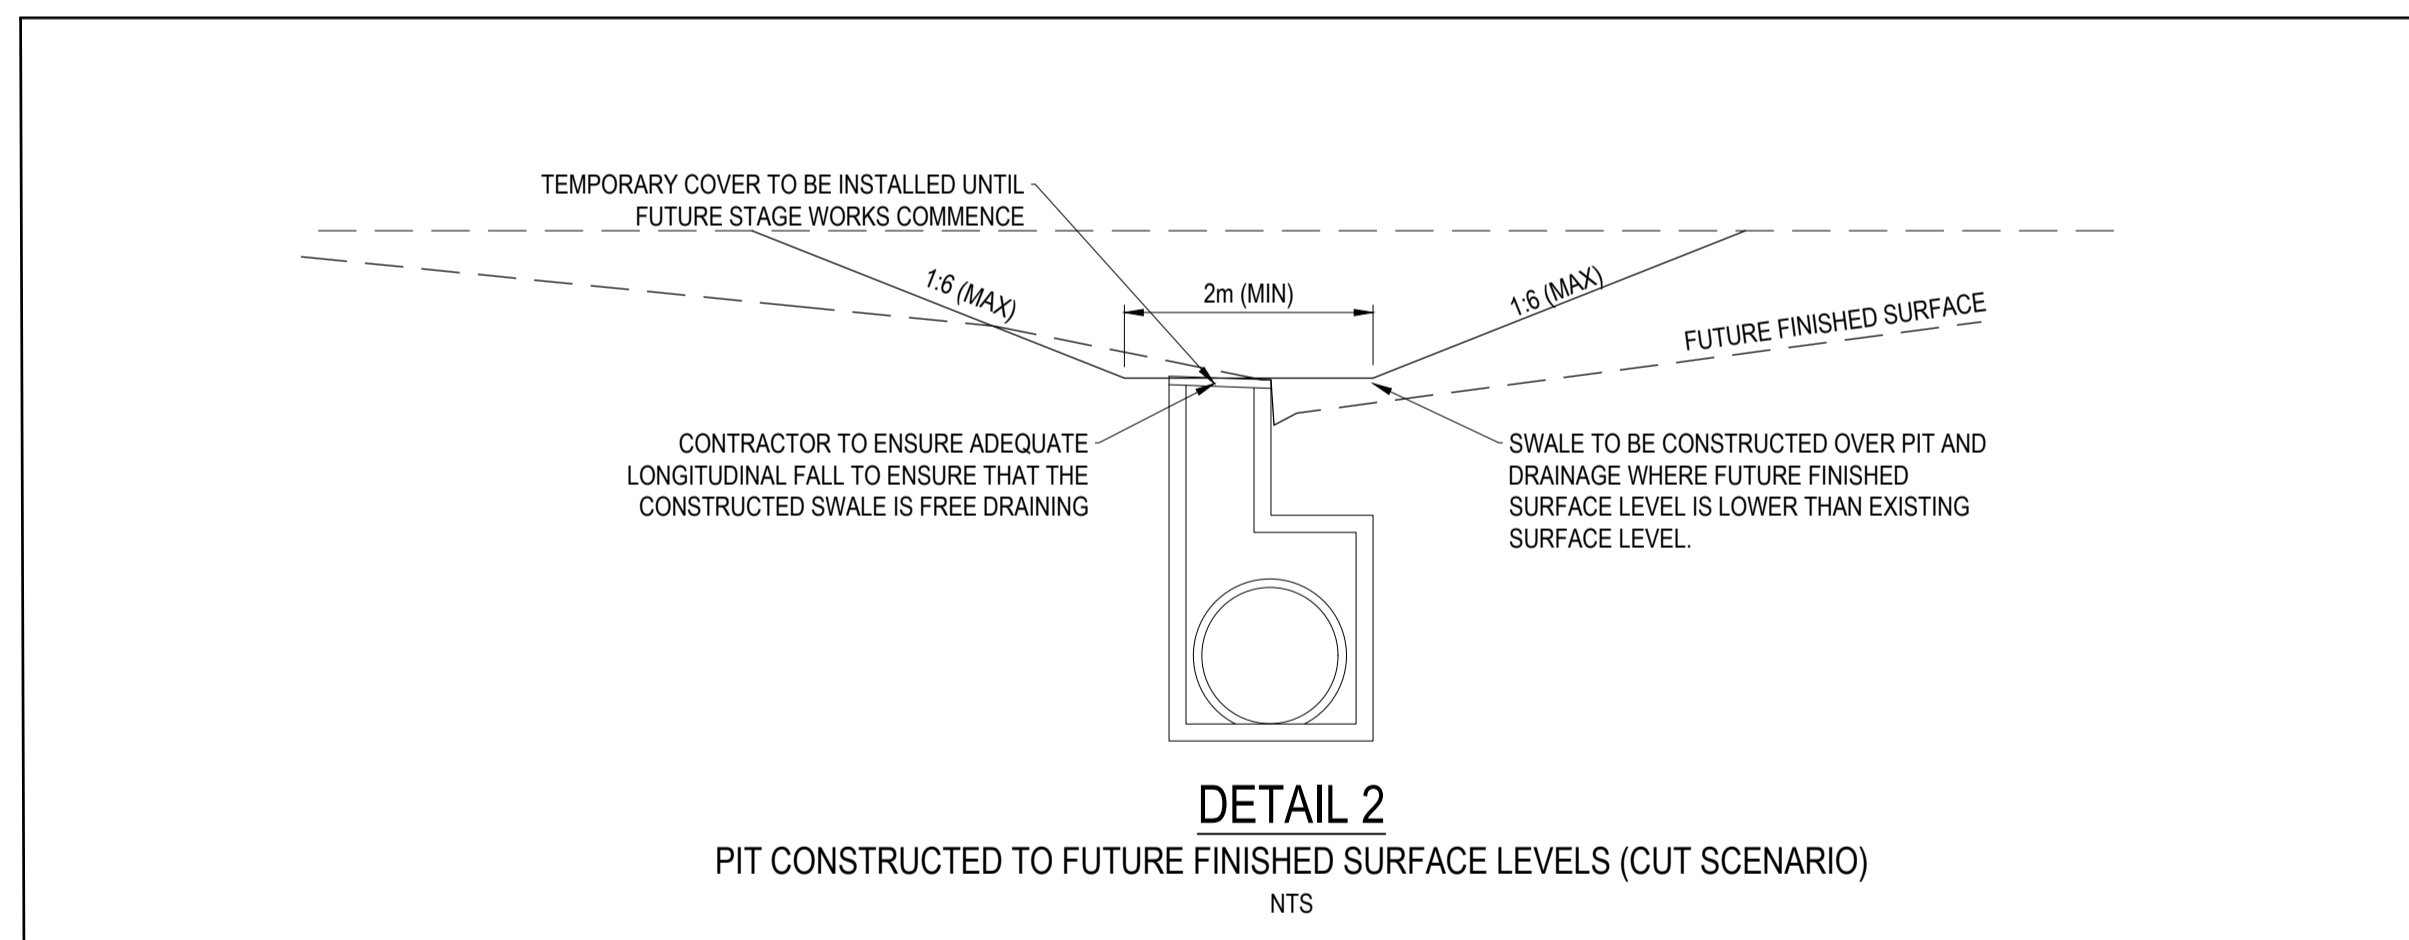 TEMPORARY COVER TO BE INSTALLED UNTIL
FUTURE STAGE WORKS COMMENCE
1:6 (MAX)
2m (MIN)
1:6 (MAX)
FUTURE FINISHED SURFACE
CONTRACTOR TO ENSURE ADEQUATE
LONGITUDINAL FALL TO ENSURE THAT THE
CONSTRUCTED SWALE IS FREE DRAINING
SWALE TO BE CONSTRUCTED OVER PIT AND
DRAINAGE WHERE FUTURE FINISHED
SURFACE LEVEL IS LOWER THAN EXISTING
SURFACE LEVEL.
DETAIL 2
PIT CONSTRUCTED TO FUTURE FINISHED SURFACE LEVELS (CUT SCENARIO)
NTS